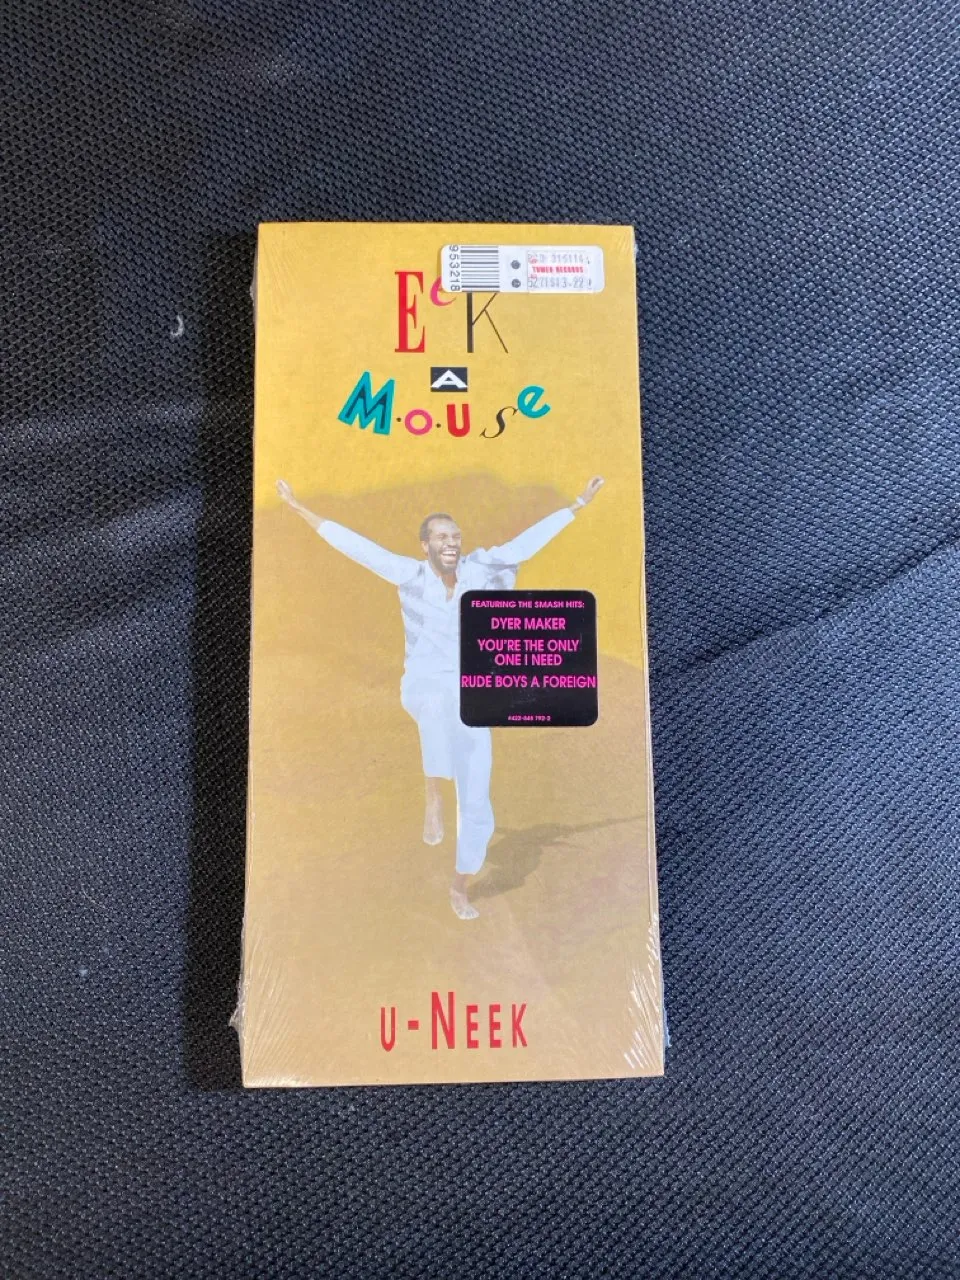 953218
TOWER RECORDS
EeK
A
M·O·USe
FEATURING THE SMASH HITS:
DYER MAKER
YOU'RE THE ONLY
ONE I NEED
RUDE BOYS A FOREIGN
U-NEEK